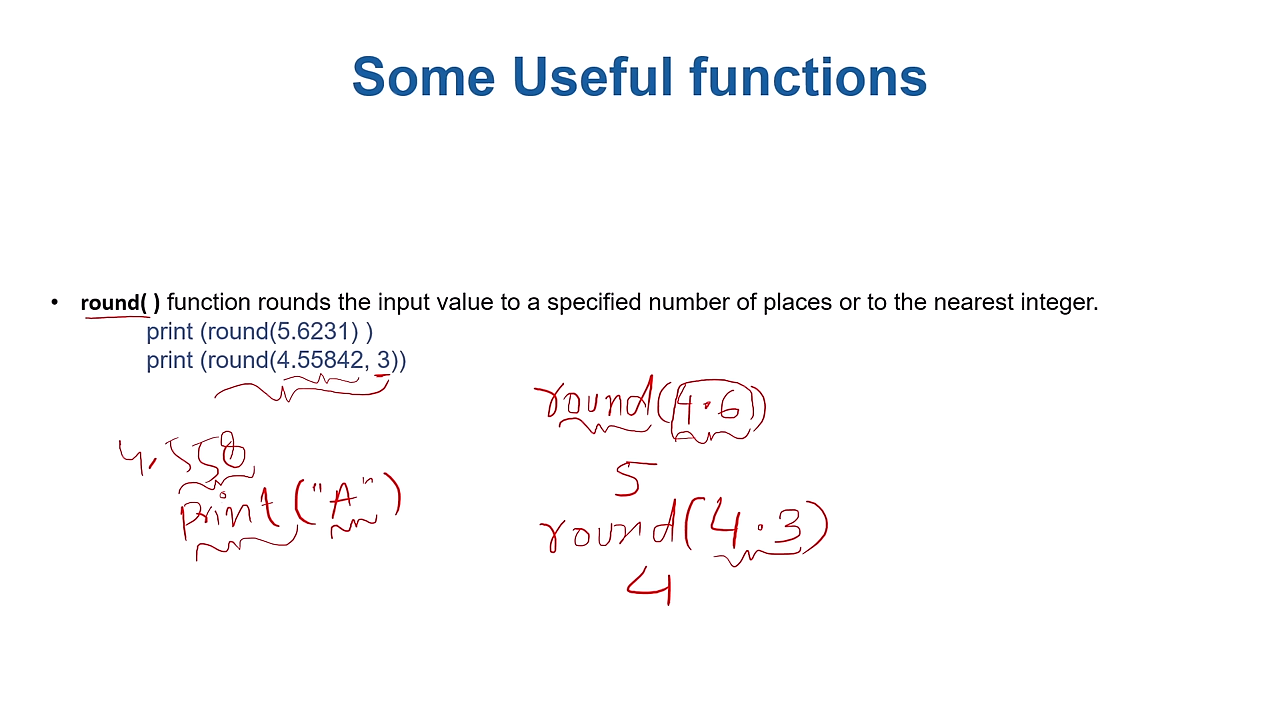 Some Useful functions
• round( ) function rounds the input value to a specified number of places or to the nearest integer.
print (round(5.6231) )
print (round(4.55842, 3))
round(4.6)
4.558
5
print("A")
round(4.3)
4